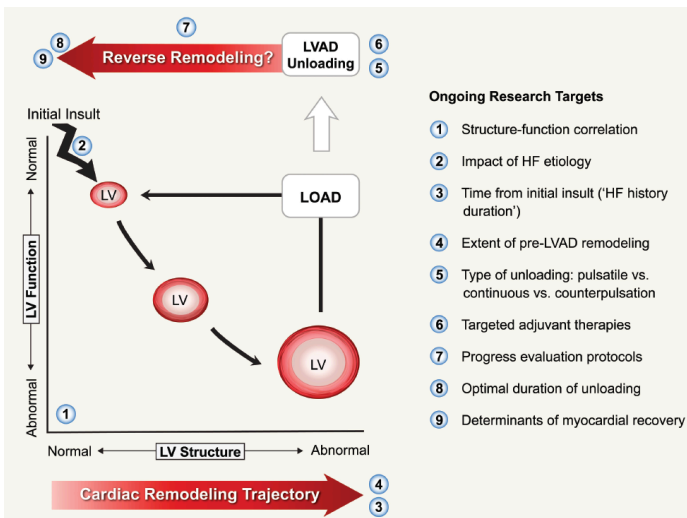 7
8
9
Reverse Remodeling?
LVAD
Unloading
6
5
Initial Insult
2
LV
LOAD
LV
LV
Normal
LV Function
Abnormal
1
Normal
LV Structure
Abnormal
Cardiac Remodeling Trajectory
4
3
Ongoing Research Targets
1 Structure-function correlation
2 Impact of HF etiology
3 Time from initial insult (‘HF history
duration’)
4 Extent of pre-LVAD remodeling
5 Type of unloading: pulsatile vs.
continuous vs. counterpulsation
6 Targeted adjuvant therapies
7 Progress evaluation protocols
8 Optimal duration of unloading
9 Determinants of myocardial recovery